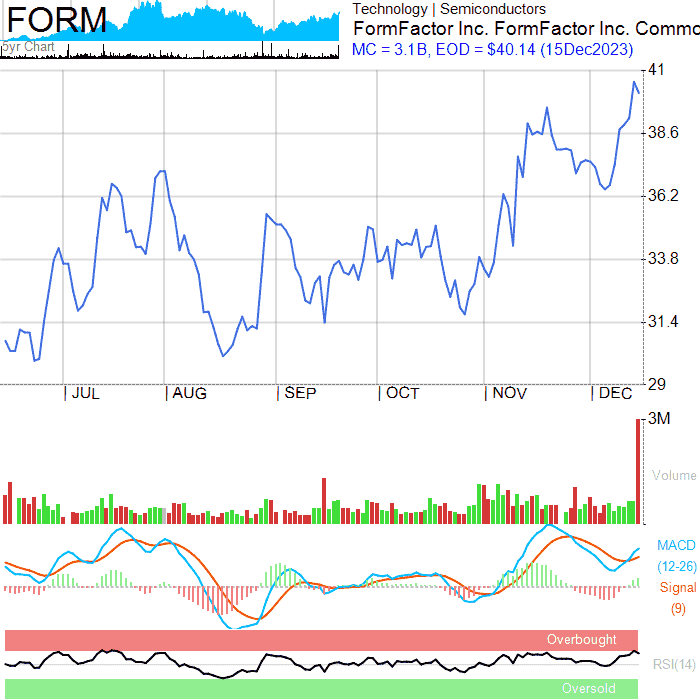 FORM
5yr Chart
Technology | Semiconductors
FormFactor Inc. FormFactor Inc. Commo
MC = 3.1B, EOD = $40.14 (15Dec2023)
41
38.6
36.2
33.8
31.4
29
| JUL | AUG | SEP | OCT | NOV | DEC
3M
Volume
MACD
(12-26)
Signal
(9)
Overbought
RSI(14)
Oversold